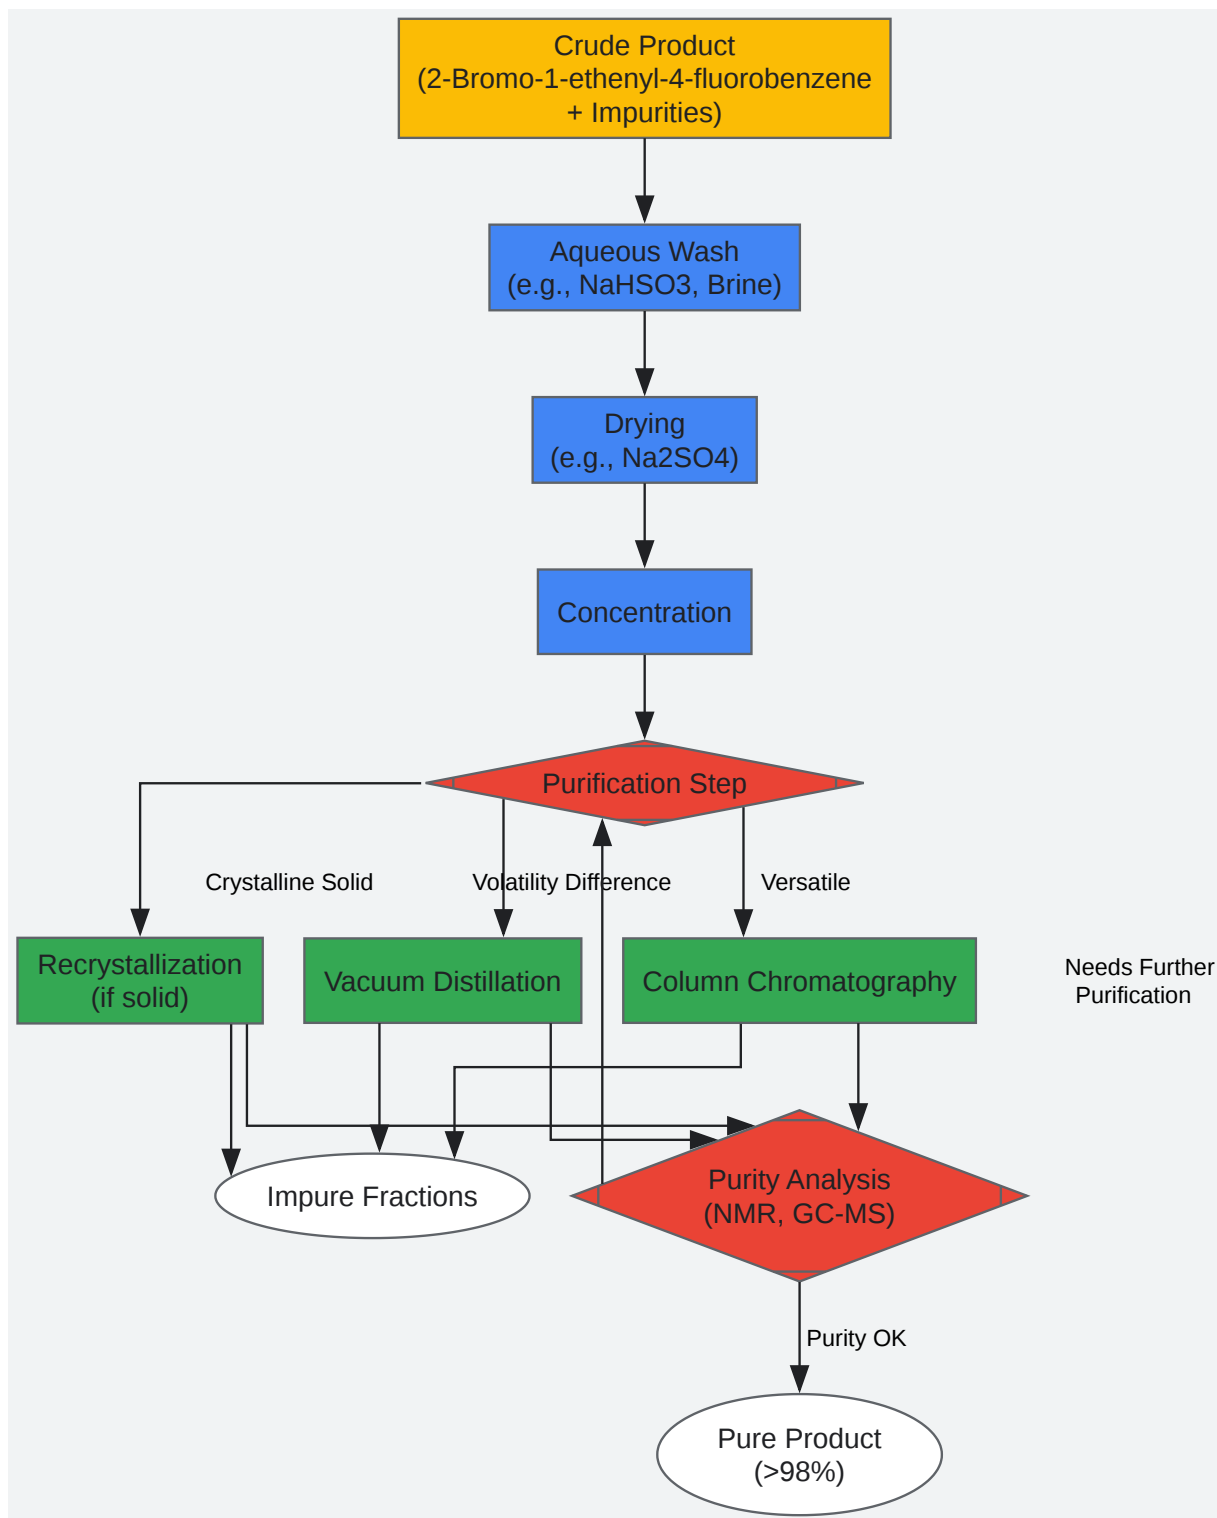 Crude Product
(2-Bromo-1-ethenyl-4-fluorobenzene
+ Impurities)
Aqueous Wash
(e.g., NaHSO3, Brine)
Drying
(e.g., Na2SO4)
Concentration
Purification Step
Crystalline Solid
Volatility Difference
Versatile
Recrystallization
(if solid)
Vacuum Distillation
Column Chromatography
Needs Further
Purification
Impure Fractions
Purity Analysis
(NMR, GC-MS)
Purity OK
Pure Product
(>98%)